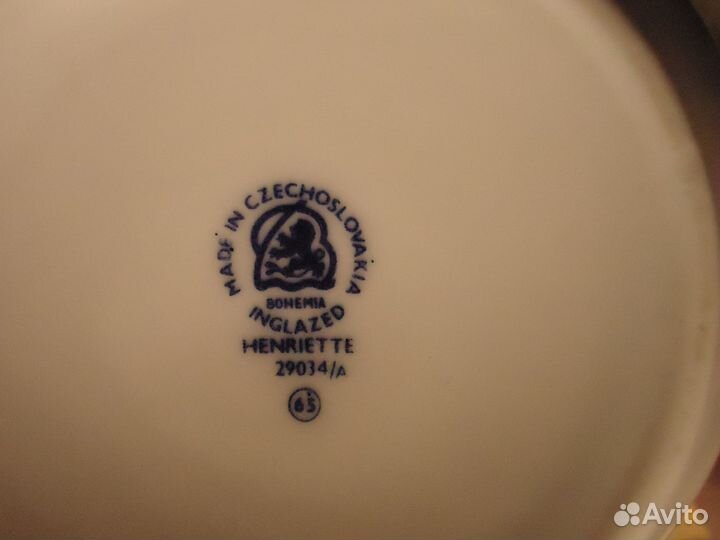 MADE IN CZECHOSLOVAKIA
BOHEMIA
INGLAZED
HENRIETTE
29034/A
65
Avito